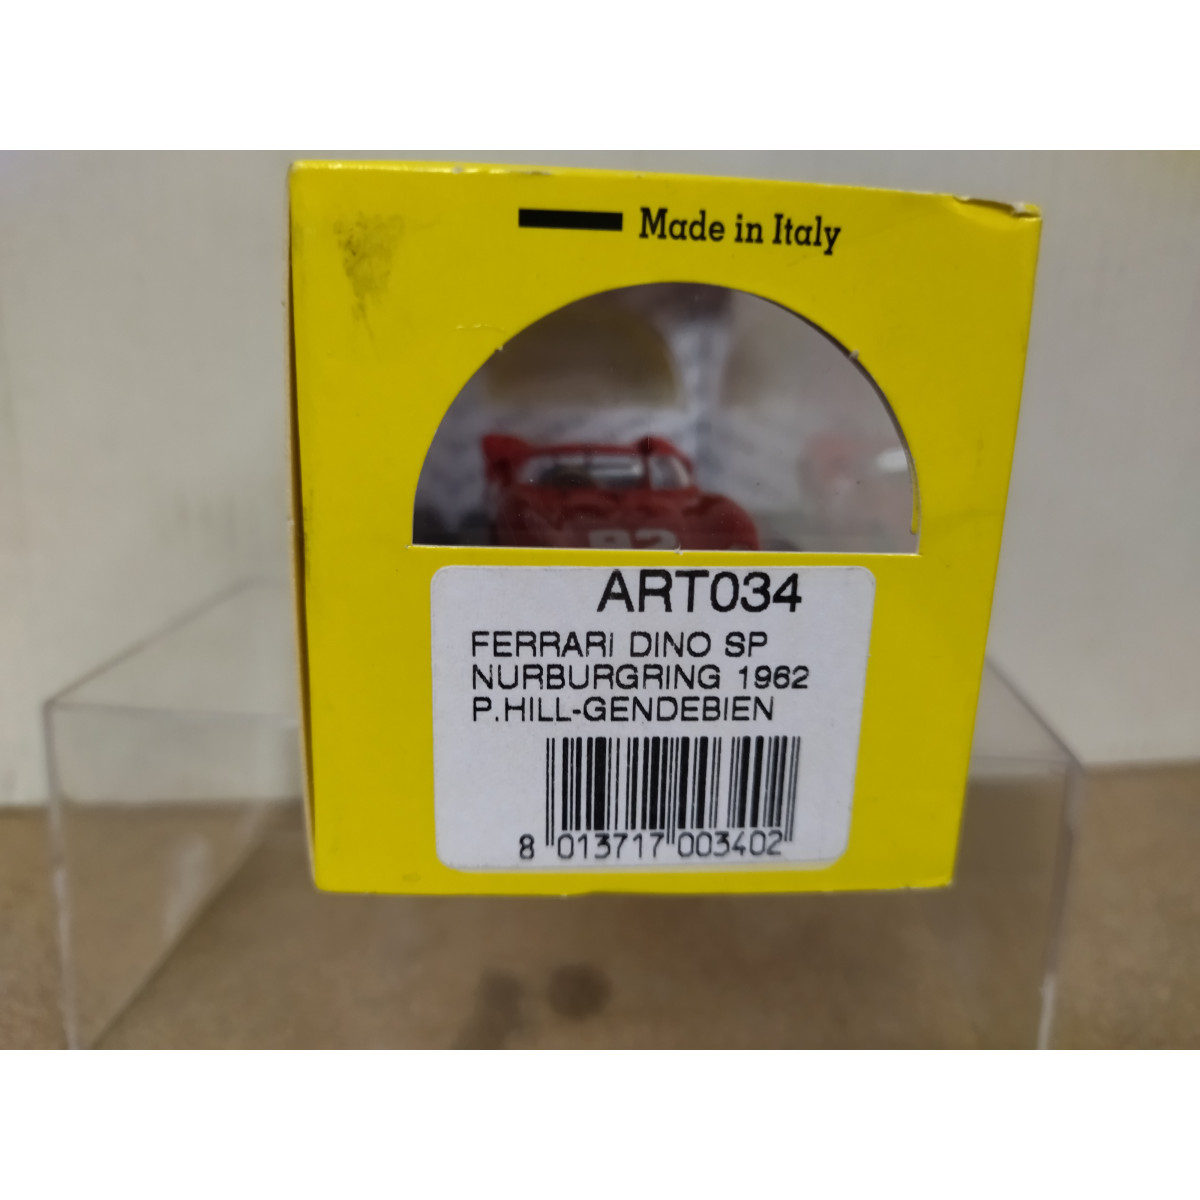 Made in Italy
ART034
FERRARI DINO SP
NURBURGRING 1962
P.HILL-GENDEBIEN
8 013717 003402